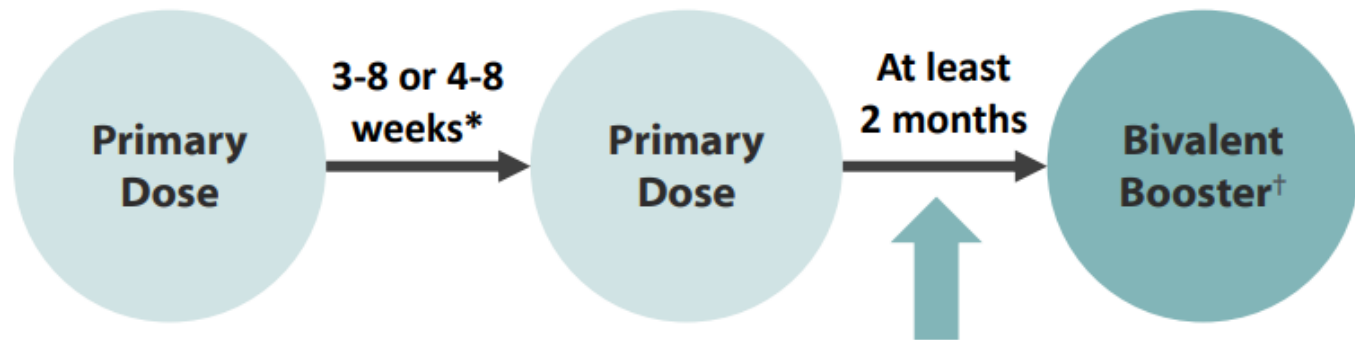 Primary
Dose
3-8 or 4-8
weeks*
Primary
Dose
At least
2 months
Bivalent
Booster†